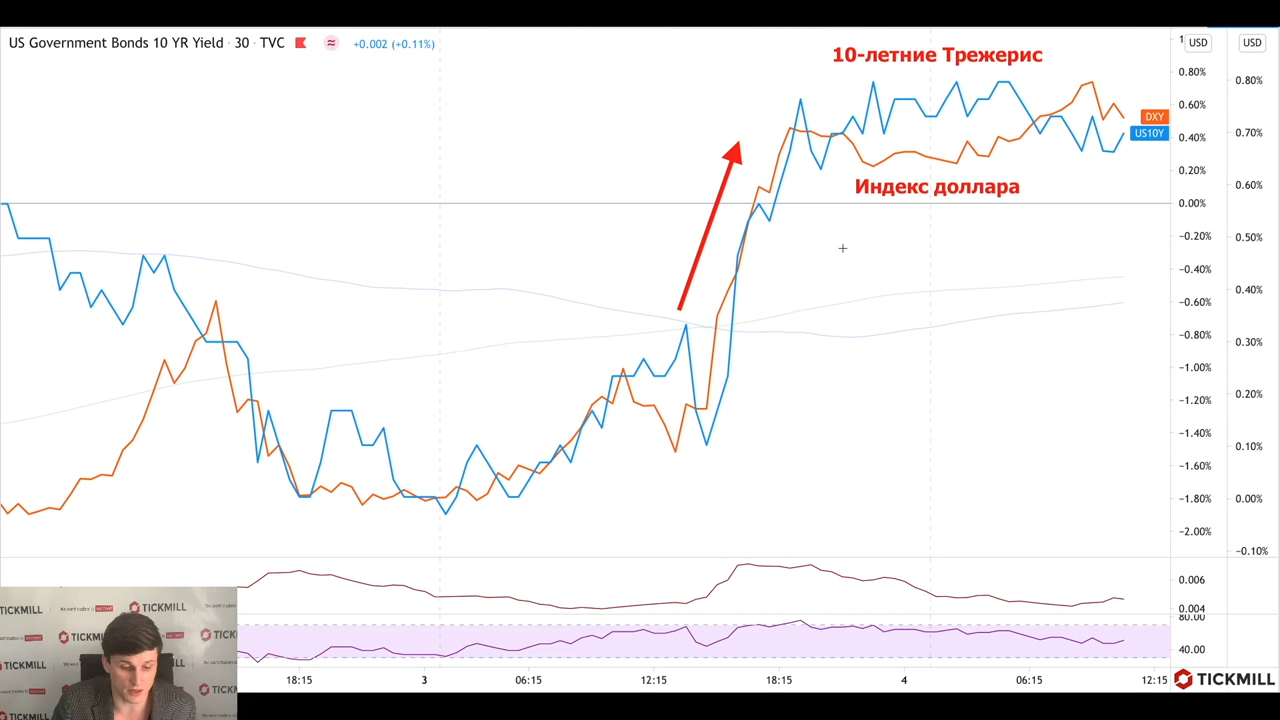 US Government Bonds 10 YR Yield · 30 · TVC
+0.002 (+0.11%)
10-летние Трежерис
USD
USD
0.80%
0.60%
0.40%
0.20%
0.00%
−0.20%
−0.40%
−0.60%
−0.80%
−1.00%
−1.20%
−1.40%
−1.60%
−1.80%
−2.00%
0.80%
0.70%
0.60%
0.50%
0.40%
0.30%
0.20%
0.10%
0.00%
−0.10%
DXY
US10Y
Индекс доллара
0.006
0.004
80.00
40.00
18:15
3
06:15
12:15
18:15
4
06:15
12:15
TICKMILL
TICKMILL
TICKMILL
TICKMILL
TICKMILL
TICKMILL